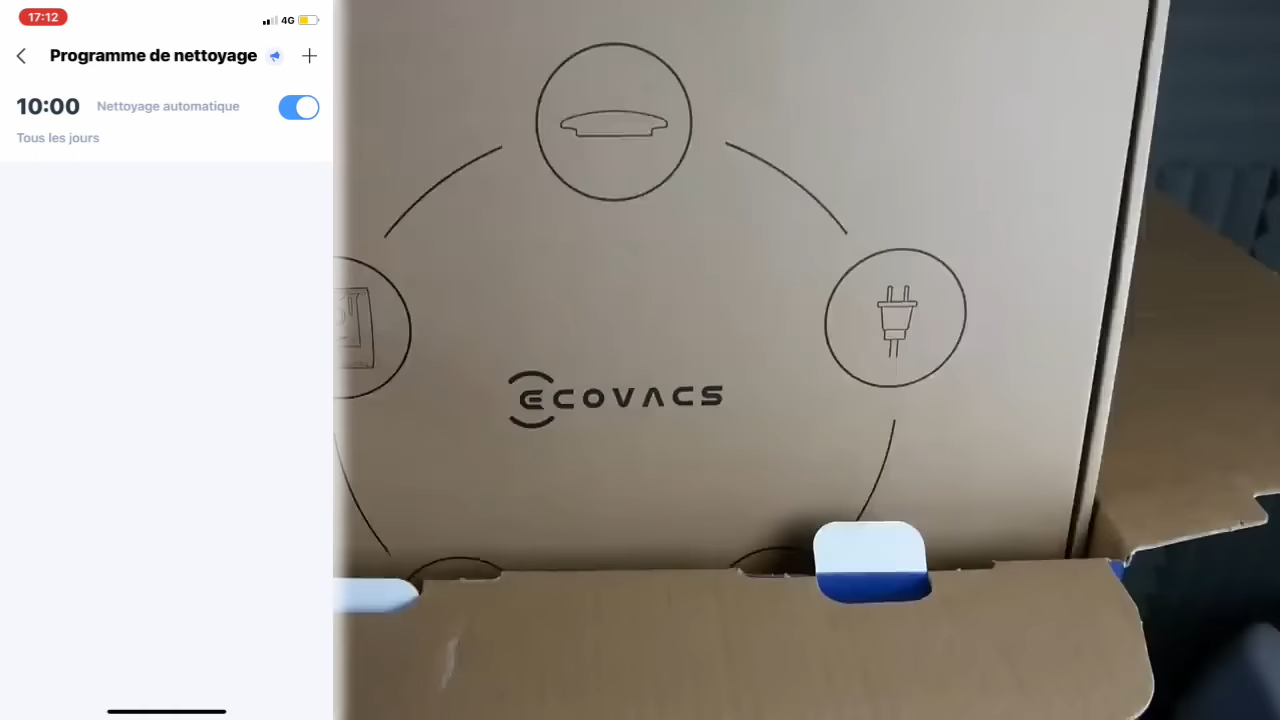 17:12
4G
Programme de nettoyage
10:00 Nettoyage automatique
Tous les jours
ECOVACS